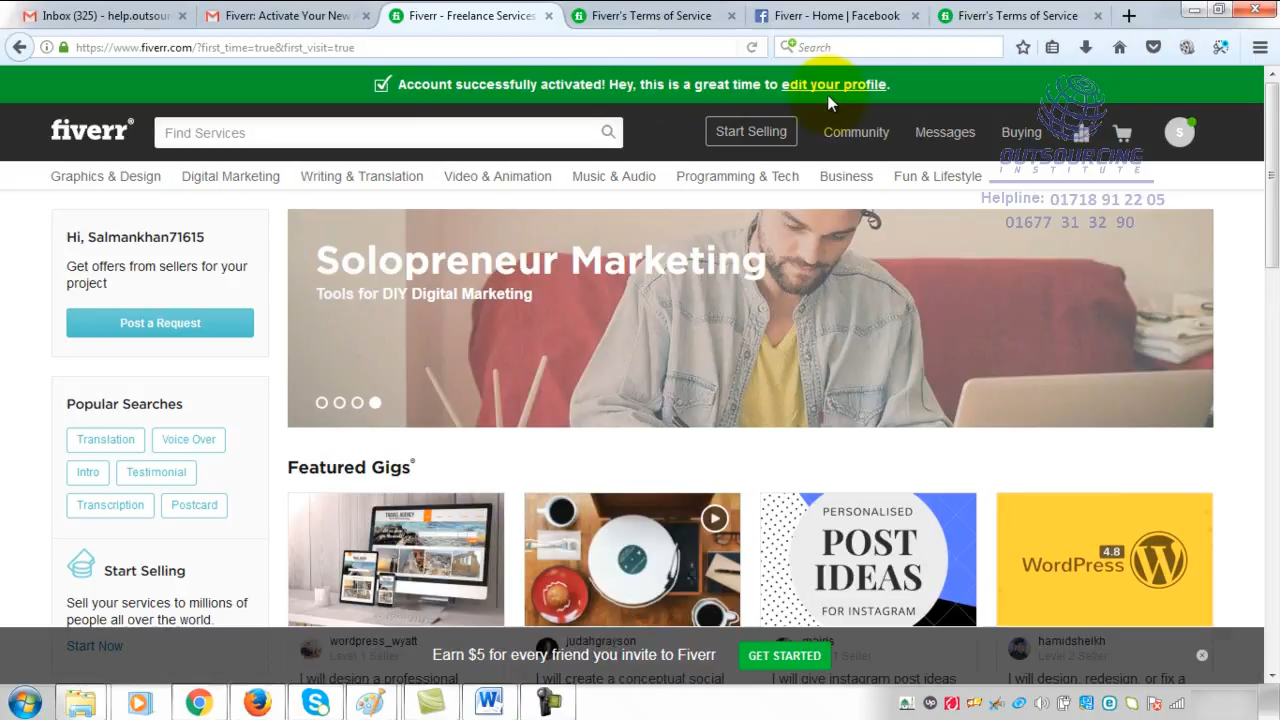 Inbox (325) - help.outsour
Fiverr: Activate Your New A
Fiverr - Freelance Services
Fiverr's Terms of Service
Fiverr - Home | Facebook
Fiverr's Terms of Service
https://www.fiverr.com/?first_time=true&first_visit=true
Search
Account successfully activated! Hey, this is a great time to edit your profile.
fiverr
Find Services
Start Selling
Community
Messages
Buying
S
OUTSOURCING
INSTITUTE
Graphics & Design
Digital Marketing
Writing & Translation
Video & Animation
Music & Audio
Programming & Tech
Business
Fun & Lifestyle
Helpline: 01718 91 22 05
01677 31 32 90
Hi, Salmankhan71615
Get offers from sellers for your
project
Post a Request
Solopreneur Marketing
Tools for DIY Digital Marketing
Popular Searches
Translation
Voice Over
Intro
Testimonial
Transcription
Postcard
Start Selling
Sell your services to millions of
people all over the world.
Start Now
Featured Gigs®
PERSONALISED
POST
IDEAS
FOR INSTAGRAM
WordPress 4.8
wordpress_wyatt
Level 1 Seller
I will design a professional
judahgrayson
I will create a conceptual social
I will give instagram post ideas
hamidsheikh
Level 2 Seller
I will design, redesign, or fix a
Earn $5 for every friend you invite to Fiverr
GET STARTED